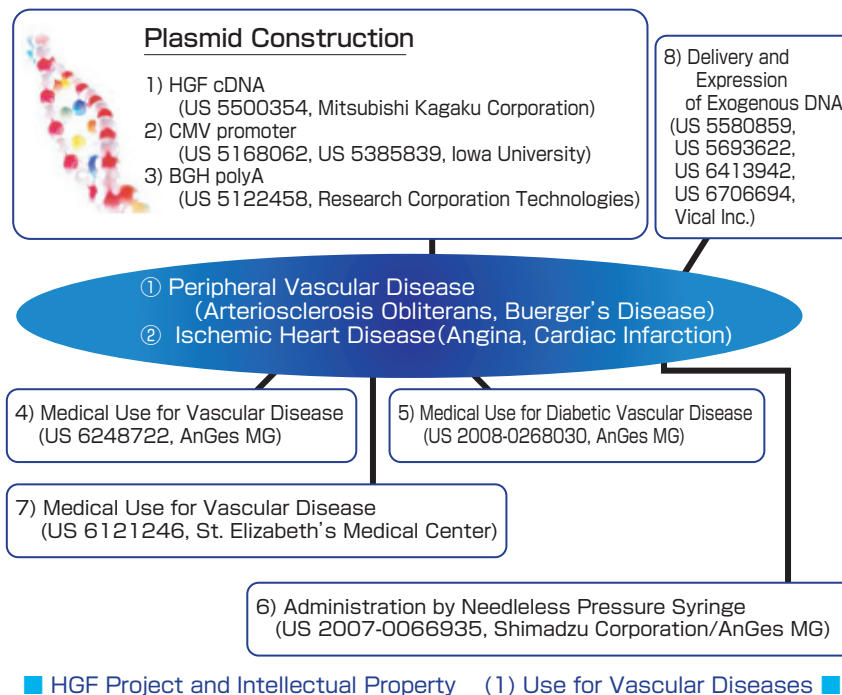 Plasmid Construction
1) HGF cDNA
(US 5500354, Mitsubishi Kagaku Corporation)
2) CMV promoter
(US 5168062, US 5385839, Iowa University)
3) BGH polyA
(US 5122458, Research Corporation Technologies)
8) Delivery and
Expression
of Exogenous DNA
(US 5580859,
US 5693622,
US 6413942,
US 6706694,
Vical Inc.)
① Peripheral Vascular Disease
(Arteriosclerosis Obliterans, Buerger's Disease)
② Ischemic Heart Disease(Angina, Cardiac Infarction)
4) Medical Use for Vascular Disease
(US 6248722, AnGes MG)
5) Medical Use for Diabetic Vascular Disease
(US 2008-0268030, AnGes MG)
7) Medical Use for Vascular Disease
(US 6121246, St. Elizabeth's Medical Center)
6) Administration by Needleless Pressure Syringe
(US 2007-0066935, Shimadzu Corporation/AnGes MG)
■ HGF Project and Intellectual Property (1) Use for Vascular Diseases ■